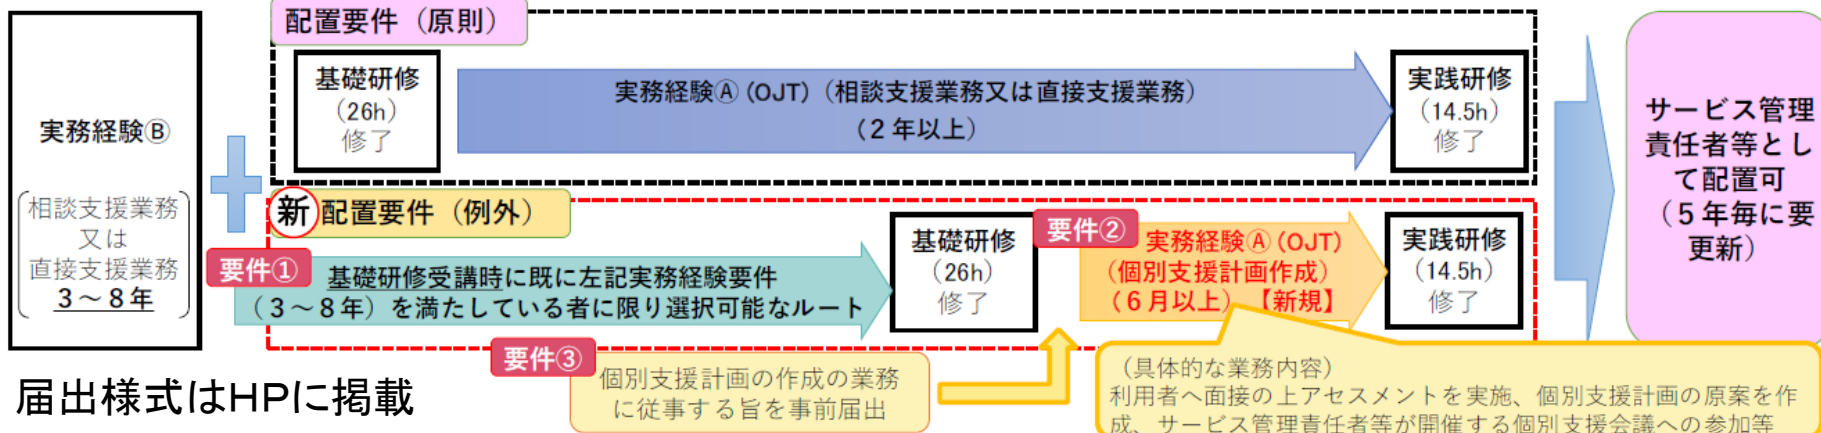 実務経験Ⓑ
相談支援業務
又は
直接支援業務
3～8年
配置要件（原則）
基礎研修
(26h)
修了
実務経験Ⓐ(OJT)（相談支援業務又は直接支援業務）
（2年以上）
実践研修
(14.5h)
修了
新 配置要件（例外）
要件①
基礎研修受講時に既に左記実務経験要件
（3～8年）を満たしている者に限り選択可能なルート
基礎研修
(26h)
修了
要件②
実務経験Ⓐ(OJT)
（個別支援計画作成）
（6月以上）【新規】
実践研修
(14.5h)
修了
サービス管理
責任者等とし
て配置可
（5年毎に要
更新）
要件③
個別支援計画の作成の業務
に従事する旨を事前届出
（具体的な業務内容）
利用者へ面接の上アセスメントを実施、個別支援計画の原案を作
成、サービス管理責任者等が開催する個別支援会議への参加等
届出様式はHPに掲載